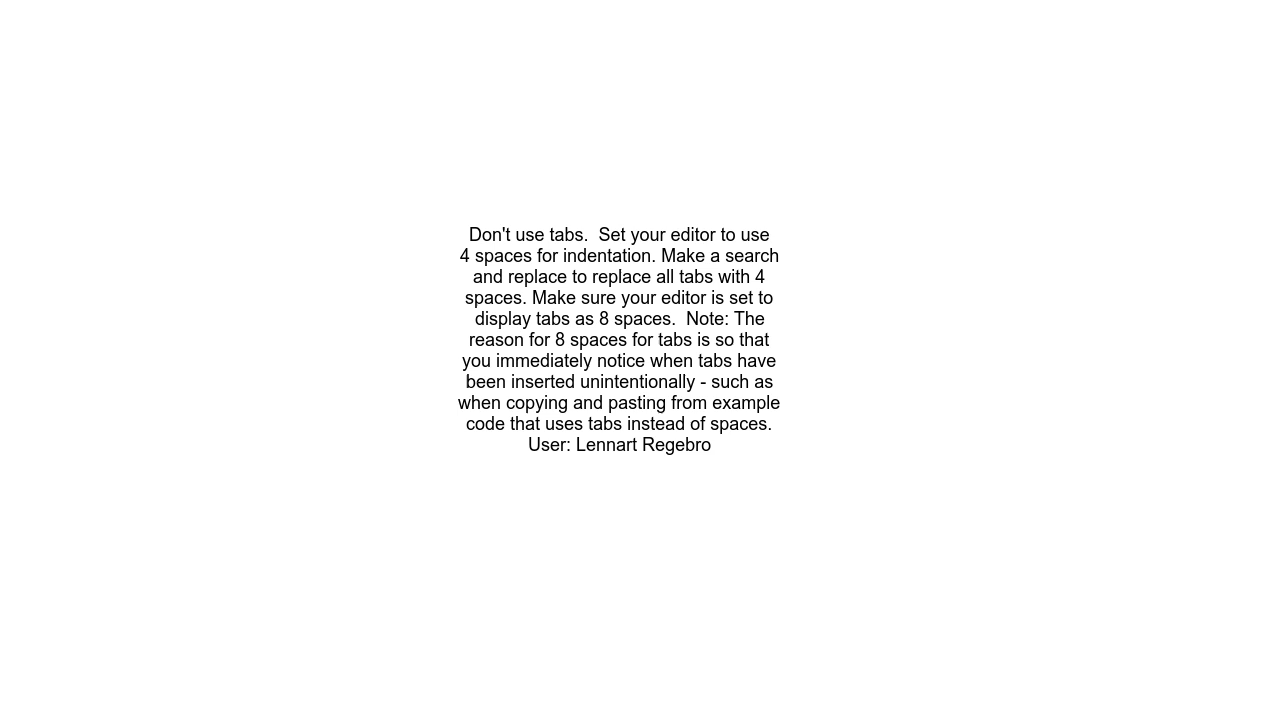 Don't use tabs.  Set your editor to use
4 spaces for indentation. Make a search
and replace to replace all tabs with 4
spaces. Make sure your editor is set to
display tabs as 8 spaces.  Note: The
reason for 8 spaces for tabs is so that
you immediately notice when tabs have
been inserted unintentionally - such as
when copying and pasting from example
code that uses tabs instead of spaces.
User: Lennart Regebro